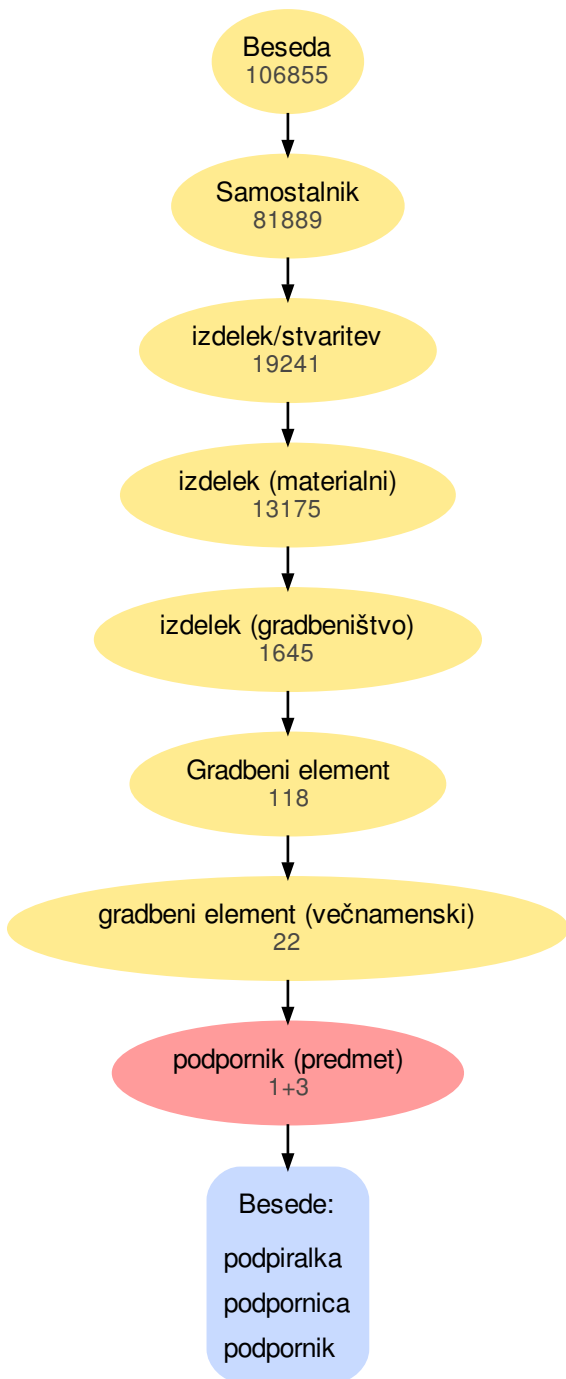 Beseda
106855
Samostalnik
81889
izdelek/stvaritev
19241
izdelek (materialni)
13175
izdelek (gradbeništvo)
1645
Gradbeni element
118
gradbeni element (večnamenski)
22
podpornik (predmet)
1+3
Besede:
podpiralka
podpornica
podpornik